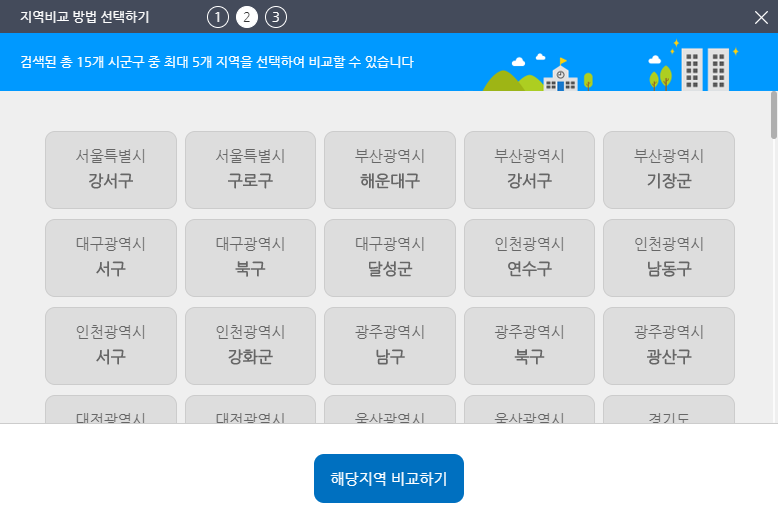 지역비교 방법 선택하기 1 2 3
검색된 총 15개 시군구 중 최대 5개 지역을 선택하여 비교할 수 있습니다
서울특별시 서울특별시 부산광역시 부산광역시 부산광역시
강서구 구로구 해운대구 강서구 기장군
대구광역시 대구광역시 대구광역시 인천광역시 인천광역시
서구 북구 달성군 연수구 남동구
인천광역시 인천광역시 광주광역시 광주광역시 광주광역시
서구 강화군 남구 북구 광산구
대전광역시 대전광역시 울산광역시 울산광역시 경기도
해당지역 비교하기